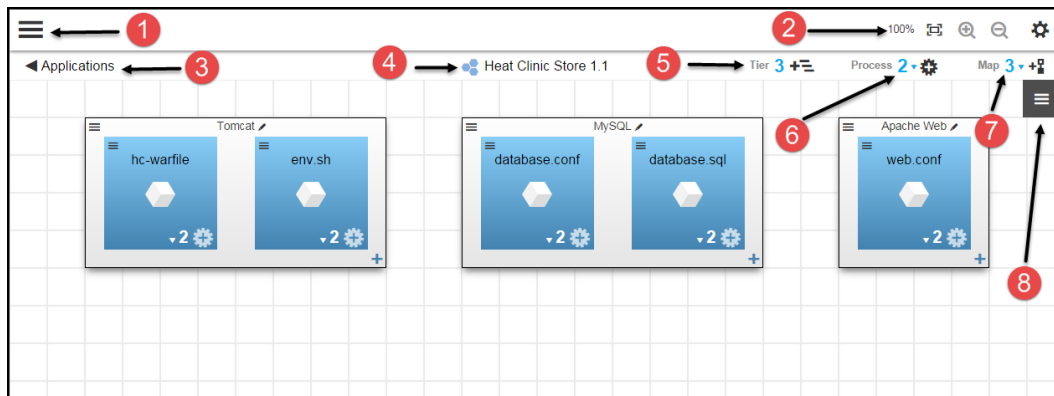 1
2
100%
Applications
3
4
Heat Clinic Store 1.1
5
Tier 3
Process 2
Map 3
6
7
Tomcat
MySQL
Apache Web
hc-warfile
env.sh
database.conf
database.sql
web.conf
2
2
2
2
2
8